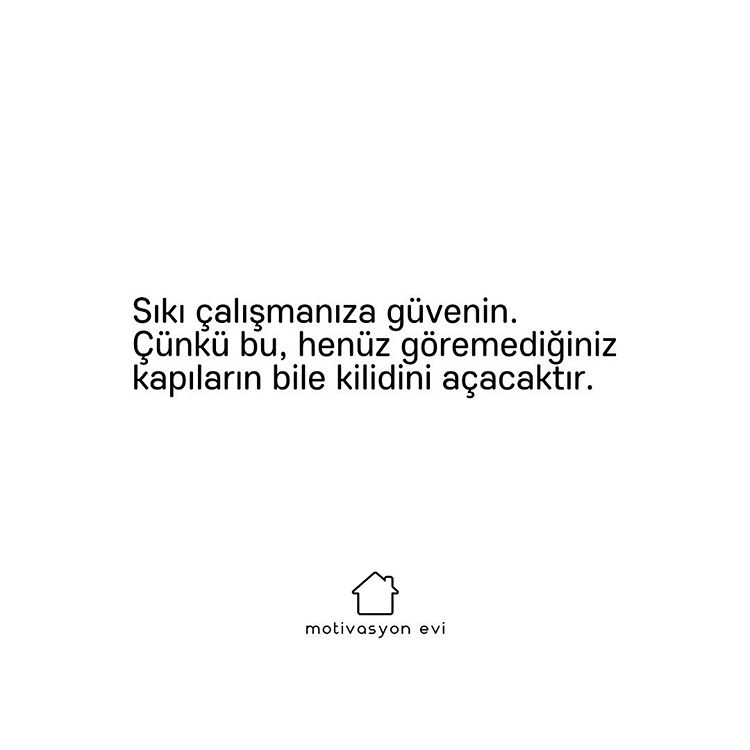 Sıkı çalışmanıza güvenin.
Çünkü bu, henüz göremediğiniz
kapıların bile kilidini açacaktır.
motivasyon evi